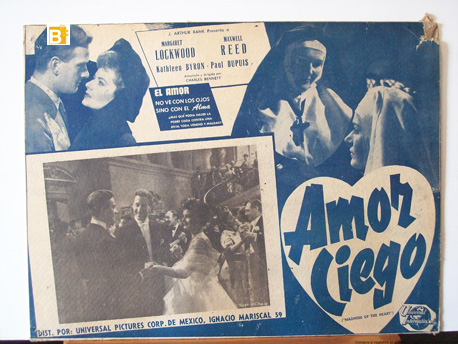 B
J. ARTHUR RANK Presenta a
MARGARET LOCKWOOD
MAXWELL REED
Kathleen BYRON - Paul DUPUIS
Adaptada y dirigida por
CHARLES BENNETT
EL AMOR
NO VE CON LOS OJOS
SINO CON EL Alma
Amor
Ciego
("MADNESS OF THE HEART")
DIST. POR: UNIVERSAL PICTURES CORP. DE MEXICO, IGNACIO MARISCAL 59